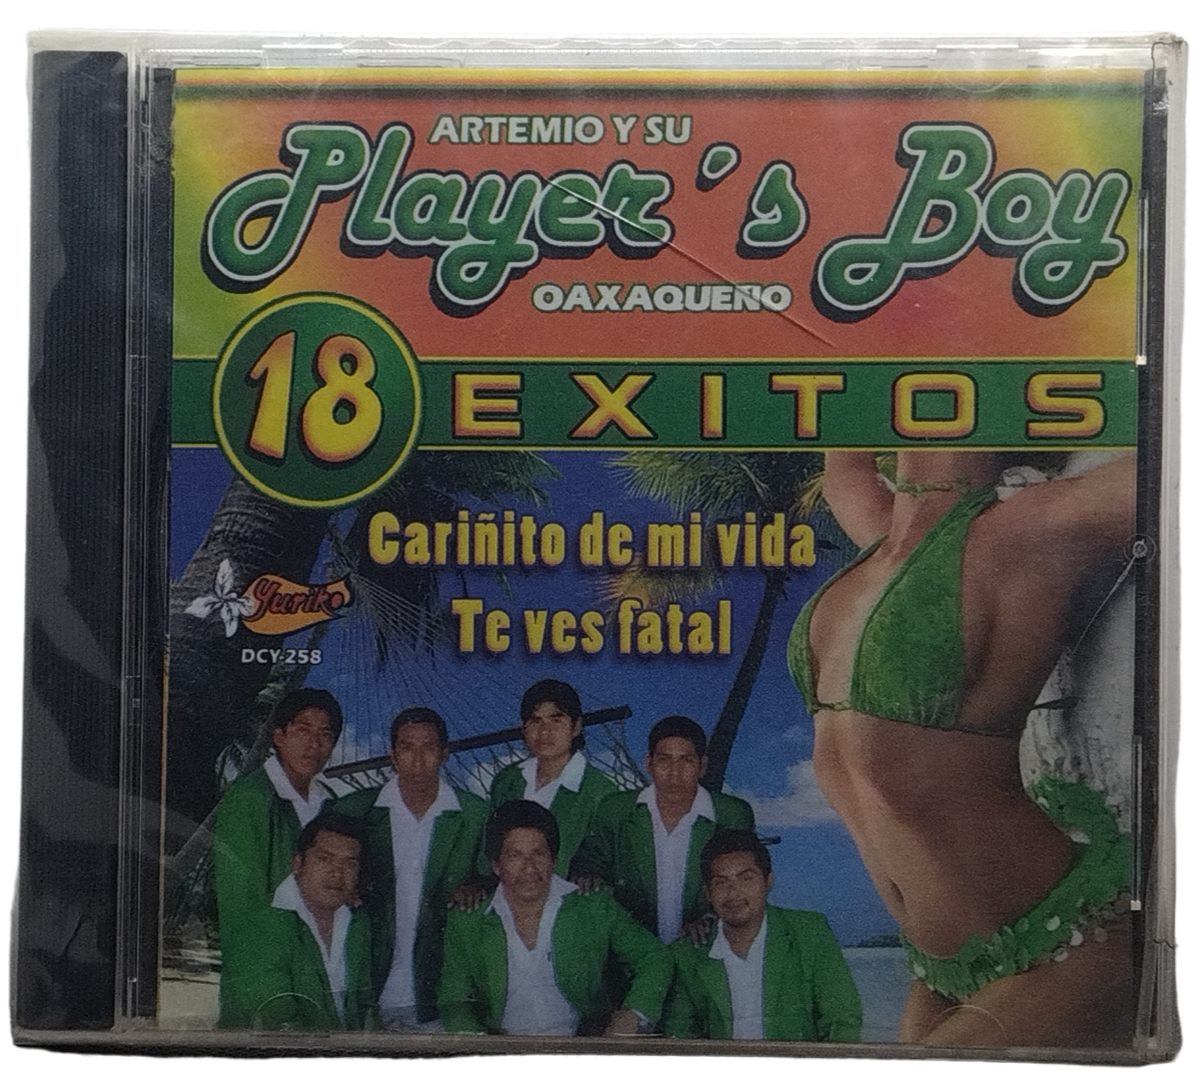 ARTEMIO Y SU
Player´s Boy
OAXAQUEÑO
18 EXITOS
Cariñito de mi vida
Te ves fatal
Yuriko
DCY-258